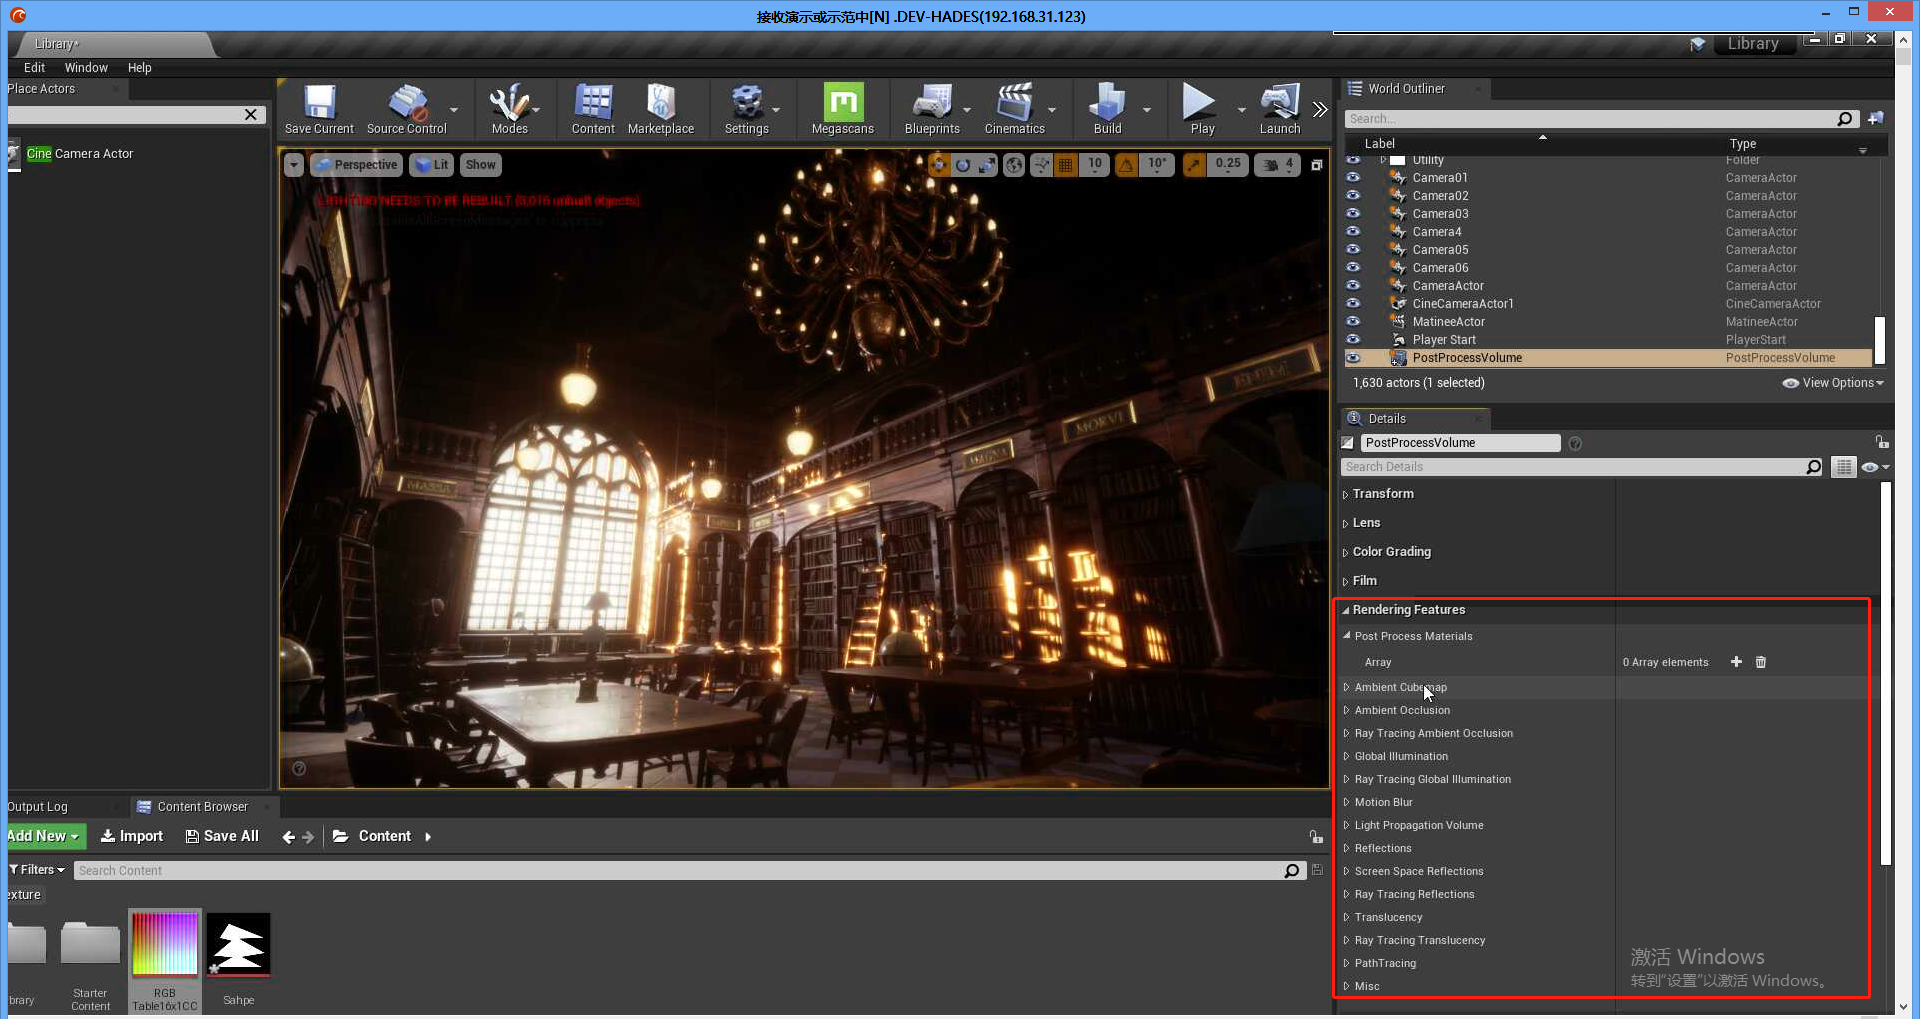 接收演示或示范中[N] .DEV-HADES(192.168.31.123)
Library*
Library
Edit Window Help
Place Actors
Cine Camera Actor
Save Current
Source Control
Modes
Content
Marketplace
Settings
Megascans
Blueprints
Cinematics
Build
Play
Launch
Perspective
Lit
Show
10
10°
0.25
4
LIGHTING NEEDS TO BE REBUILT (3,016 unbuilt objects)
MASSA
MAGNA
MORVI
World Outliner
Search...
Label Type
Utility Folder
Camera01 CameraActor
Camera02 CameraActor
Camera03 CameraActor
Camera4 CameraActor
Camera05 CameraActor
Camera06 CameraActor
CameraActor CameraActor
CineCameraActor1 CineCameraActor
MatineeActor MatineeActor
Player Start PlayerStart
PostProcessVolume PostProcessVolume
1,630 actors (1 selected)
View Options
Details
PostProcessVolume
Search Details
Transform
Lens
Color Grading
Film
Rendering Features
Post Process Materials
Array 0 Array elements
Ambient Cubemap
Ambient Occlusion
Ray Tracing Ambient Occlusion
Global Illumination
Ray Tracing Global Illumination
Motion Blur
Light Propagation Volume
Reflections
Screen Space Reflections
Ray Tracing Reflections
Translucency
Ray Tracing Translucency
PathTracing
Misc
激活 Windows
转到“设置”以激活 Windows。
Output Log
Content Browser
Add New
Import
Save All
Content
Filters
Search Content
exture
brary
Starter
Content
RGB
Table16x1CC
Sahpe